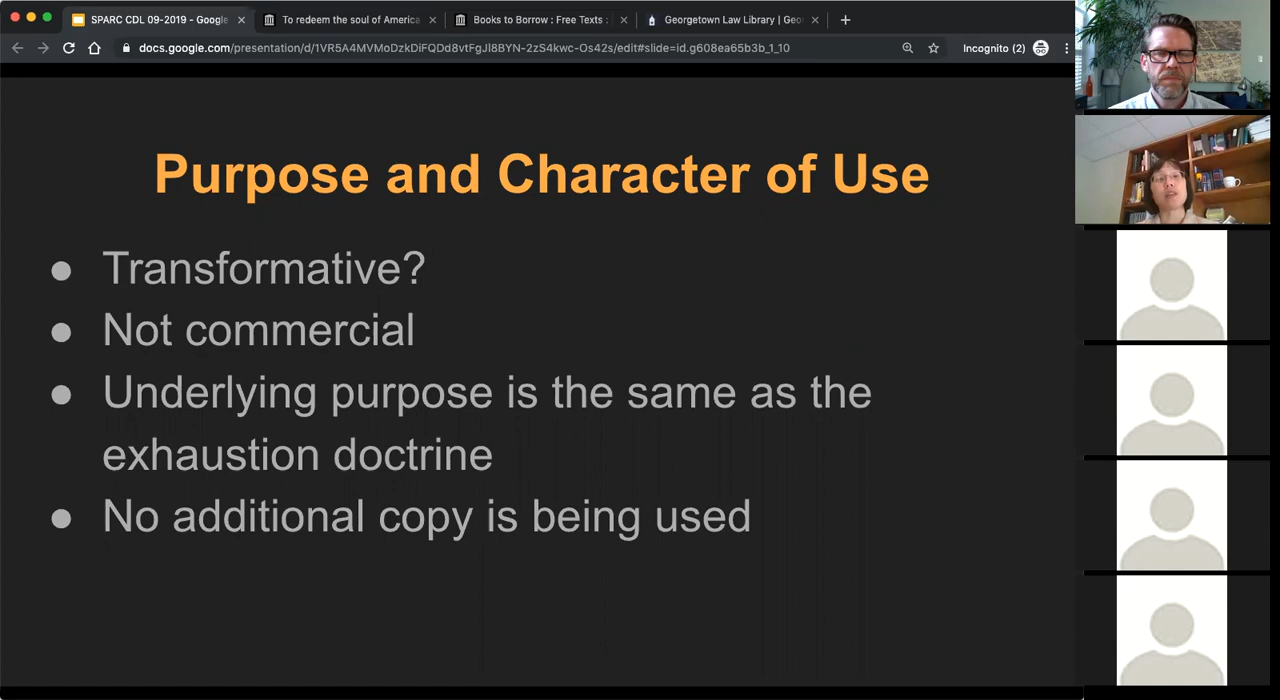 SPARC CDL 09-2019 - Google
To redeem the soul of America
Books to Borrow : Free Texts :
Georgetown Law Library | Geo
docs.google.com/presentation/d/1VR5A4MVMoDzkDiFQDd8vtFgJI8BYN-2zS4kwc-Os42s/edit#slide=id.g608ea65b3b_1_10
Incognito (2)
Purpose and Character of Use
● Transformative?
● Not commercial
● Underlying purpose is the same as the
exhaustion doctrine
● No additional copy is being used